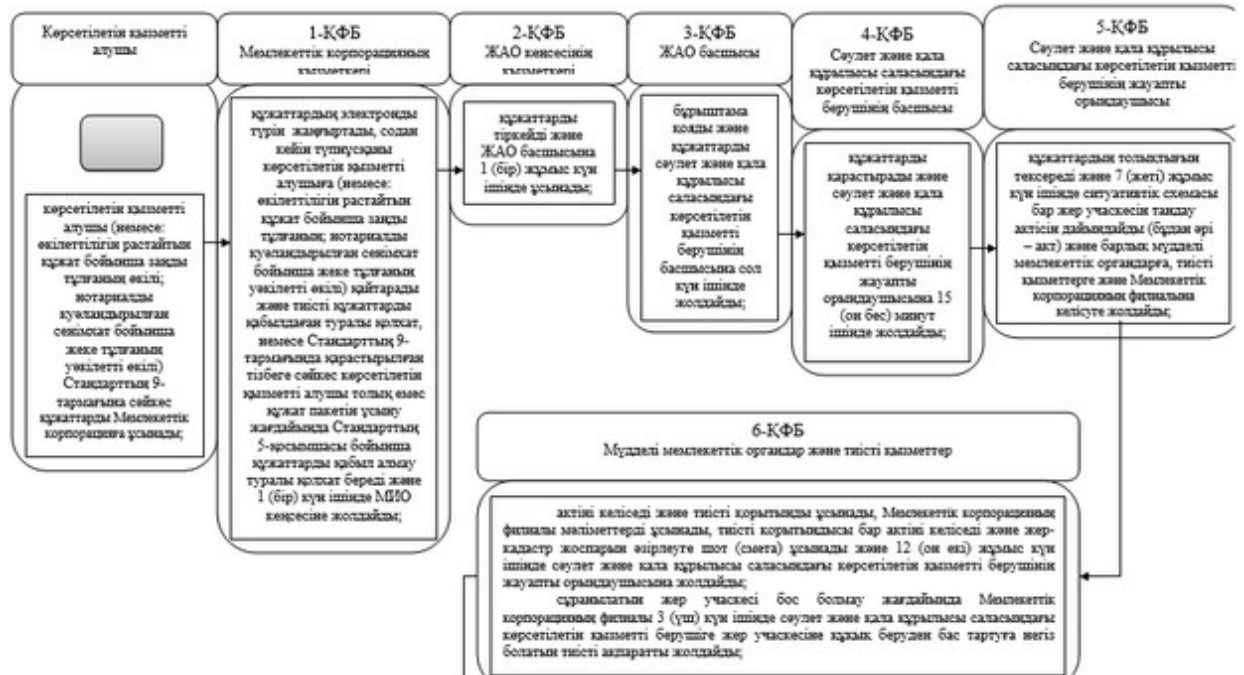 Көрсетілетін қызметті
алушы
көрсетілетін қызметті
алушы (немесе:
өкілеттілігін растайтын
құжат бойынша заңды
тұлғаның өкілі;
нотариалды
куәландырылған
сенімхат бойынша
жеке тұлғаның
уәкілетті өкілі)
Стандарттың 9-
тармағына сәйкес
құжаттарды Мемлекеттік
корпорацияға ұсынады;
1-ҚФБ
Мемлекеттік корпорацияның
қызметкері
құжаттардың электронды
түрін жаңғыртады, содан
кейін түпнұсқаны
көрсетілетін қызметті
алушыға (немесе:
өкілеттілігін растайтын
құжат бойынша заңды
тұлғаның; нотариалды
куәландырылған сенімхат
бойынша жеке тұлғаның
уәкілетті өкілі) қайтарады
және тиісті құжаттарды
қабылдаған туралы қолхат,
немесе Стандарттың 9-
тармағында қарастырылған
тізбеге сәйкес көрсетілетін
қызметті алушы толық емес
құжат пакетін ұсыну
жағдайында Стандарттың
5-қосымшасы бойынша
құжаттарды қабыл алмау
туралы қолхат береді және
1 (бір) күн ішінде МИО
кеңсесіне жолдайды;
2-ҚФБ
ЖАО кеңсесінің
қызметкері
құжаттарды
тіркейді және
ЖАО басшысына
1 (бір) жұмыс күн
ішінде ұсынады;
3-ҚФБ
ЖАО басшысы
бұрыштама
қояды және
құжаттарды
сәулет және қала
құрылысы
саласындағы
көрсетілетін
қызметті
берушінің
басшысына сол
күн ішінде
жолдайды;
4-ҚФБ
Сәулет және қала
құрылысы саласындағы
көрсетілетін қызметті
берушінің басшысы
құжаттарды
қарастырады және
сәулет және қала
құрылысы
саласындағы
көрсетілетін
қызметті берушінің
жауапты
орындаушысына 15
(он бес) минут
ішінде жолдайды;
5-ҚФБ
Сәулет және қала құрылысы
саласындағы көрсетілетін қызметті
берушінің жауапты
орындаушысы
құжаттардың толықтығын
тексереді және 7 (жеті) жұмыс
күн ішінде ситуативтік схемасы
бар жер учаскесін таңдау
актісін дайындайды (бұдан әрі
– акт) және барлық мүдделі
мемлекеттік органдарға, тиісті
қызметтерге және Мемлекеттік
корпорацияның филиалына
келісуге жолдайды;
6-ҚФБ
Мүдделі мемлекеттік органдар және тиісті қызметтер
актіні келіседі және тиісті қорытынды ұсынады, Мемлекеттік корпорацияның
филиалы мәліметтерді ұсынады, тиісті қорытындысы бар актіні келіседі және жер-
кадастр жоспарын әзірлеуге шот (смета) ұсынады және 12 (он екі) жұмыс күн
ішінде сәулет және қала құрылысы саласындағы көрсетілетін қызметті берушінің
жауапты орындаушысына жолдайды;
сұранылатын жер учаскесі бос болмау жағдайында Мемлекеттік
корпорацияның филиалы 3 (үш) күн ішінде сәулет және қала құрылысы саласындағы
көрсетілетін қызметті берушіге жер учаскесіне құқық беруден бас тартуға негіз
болатын тиісті ақпаратты жолдайды;